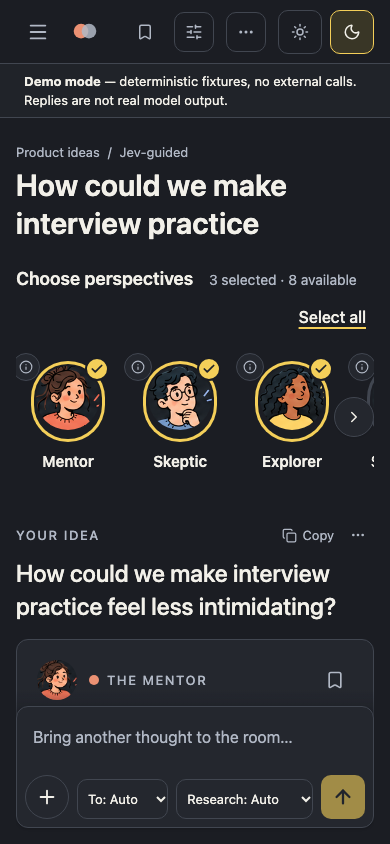 Demo mode — deterministic fixtures, no external calls.
Replies are not real model output.
Product ideas / Jev-guided
How could we make
interview practice
Choose perspectives 3 selected · 8 available
Select all
Mentor Skeptic Explorer
YOUR IDEA Copy
How could we make interview
practice feel less intimidating?
THE MENTOR
Bring another thought to the room...
To: Auto Research: Auto